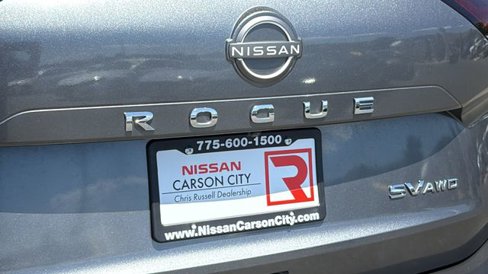 NISSAN
ROGUE
775-600-1500
NISSAN
CARSON CITY
Chris Russell Dealership
R
www.NissanCarsonCity.com
SV AWD